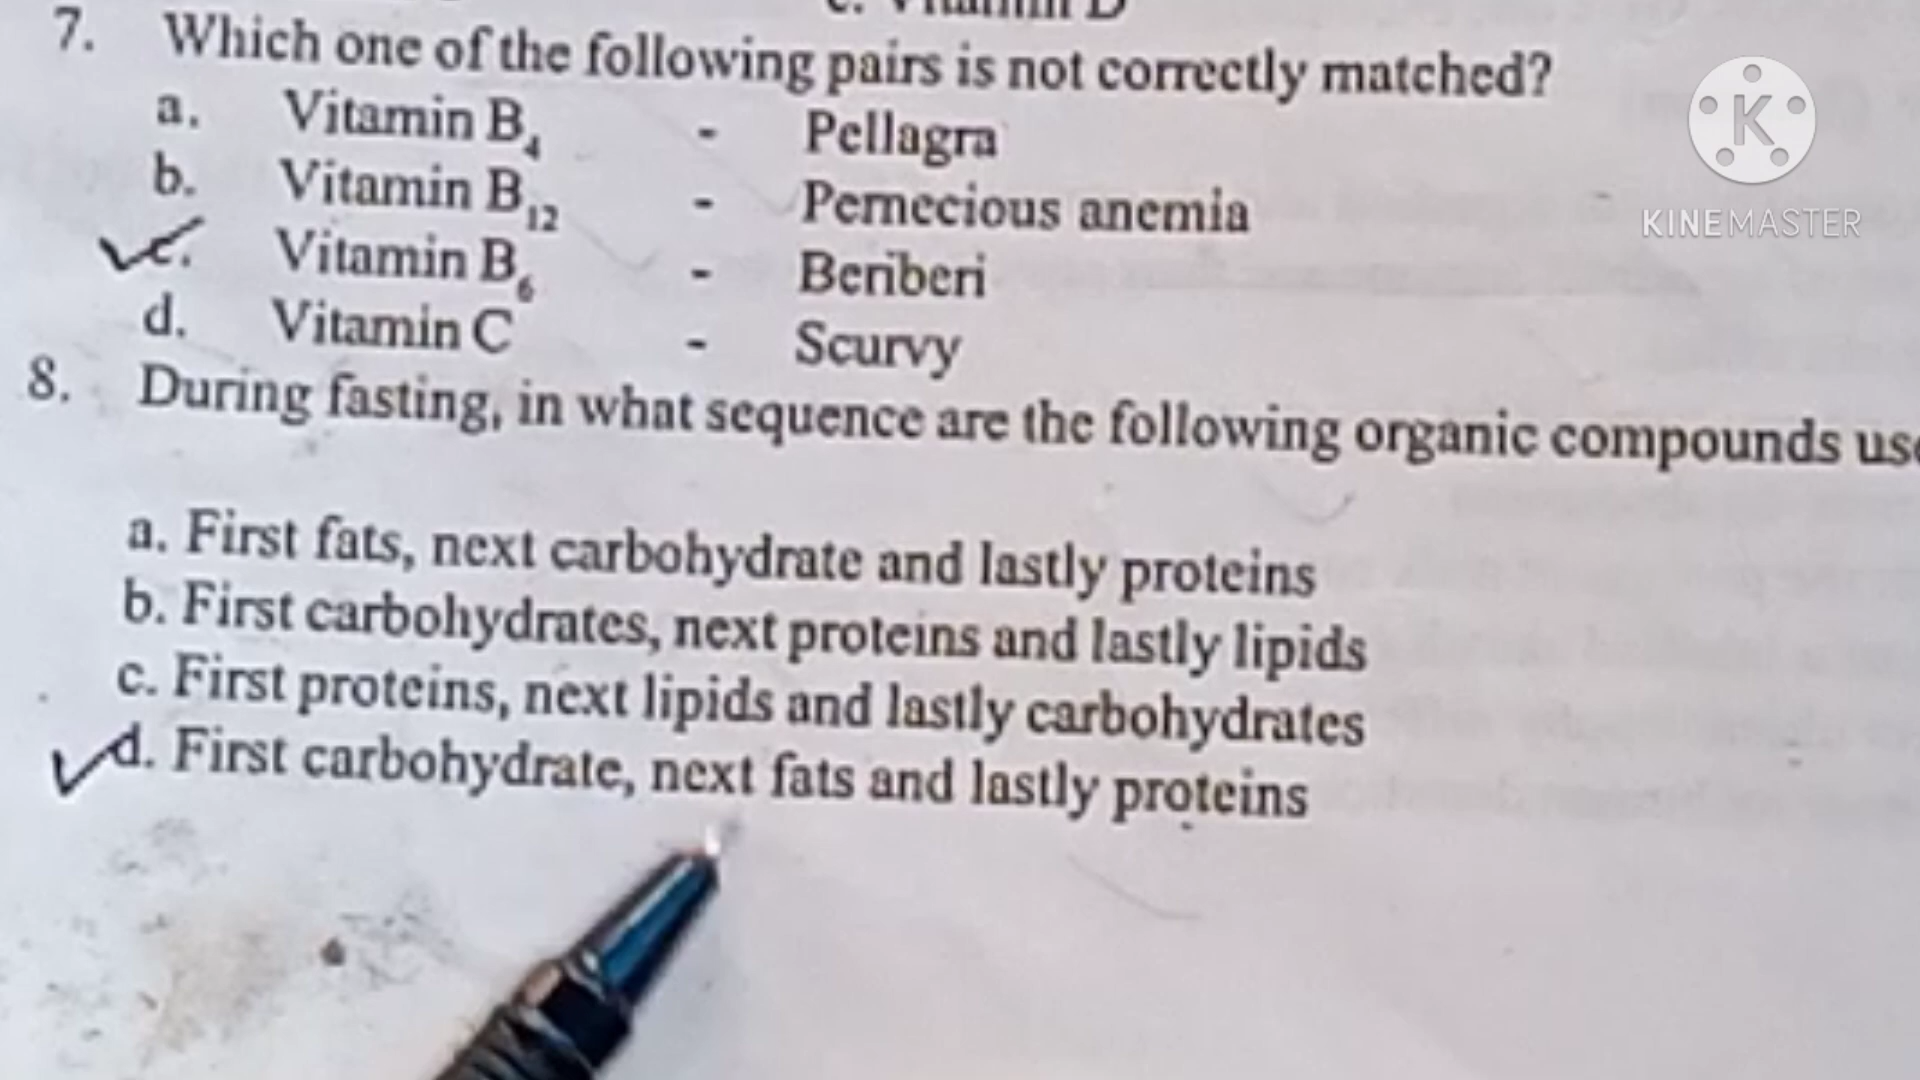 c. Vitamin D
7. Which one of the following pairs is not correctly matched?
a. Vitamin B4 - Pellagra
b. Vitamin B12 - Pernecious anemia
c. Vitamin B6 - Beriberi
d. Vitamin C - Scurvy
8. During fasting, in what sequence are the following organic compounds
a. First fats, next carbohydrate and lastly proteins
b. First carbohydrates, next proteins and lastly lipids
c. First proteins, next lipids and lastly carbohydrates
d. First carbohydrate, next fats and lastly proteins
K
KINEMASTER